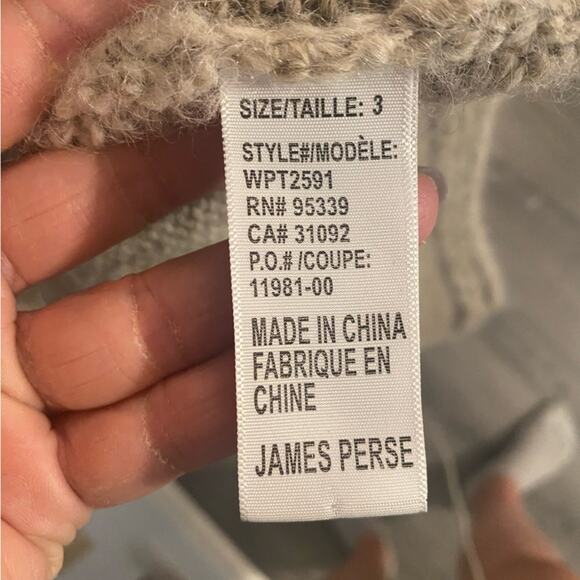 SIZE/TAILLE: 3
STYLE#/MODÈLE:
WPT2591
RN# 95339
CA# 31092
P.O.# /COUPE:
11981-00
MADE IN CHINA
FABRIQUE EN
CHINE
JAMES PERSE